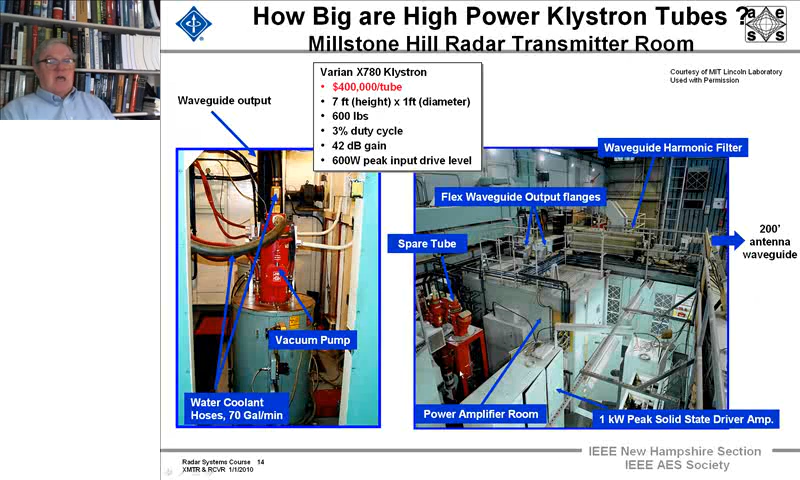 How Big are High Power Klystron Tubes ?
Millstone Hill Radar Transmitter Room
IEEE
aes
s s
Courtesy of MIT Lincoln Laboratory
Used with Permission
Varian X780 Klystron
• $400,000/tube
• 7 ft (height) x 1ft (diameter)
• 600 lbs
• 3% duty cycle
• 42 dB gain
• 600W peak input drive level
Waveguide output
Vacuum Pump
Water Coolant
Hoses, 70 Gal/min
Waveguide Harmonic Filter
Flex Waveguide Output flanges
Spare Tube
200’
antenna
waveguide
Power Amplifier Room
1 kW Peak Solid State Driver Amp.
Radar Systems Course 14
XMTR & RCVR 1/1/2010
IEEE New Hampshire Section
IEEE AES Society